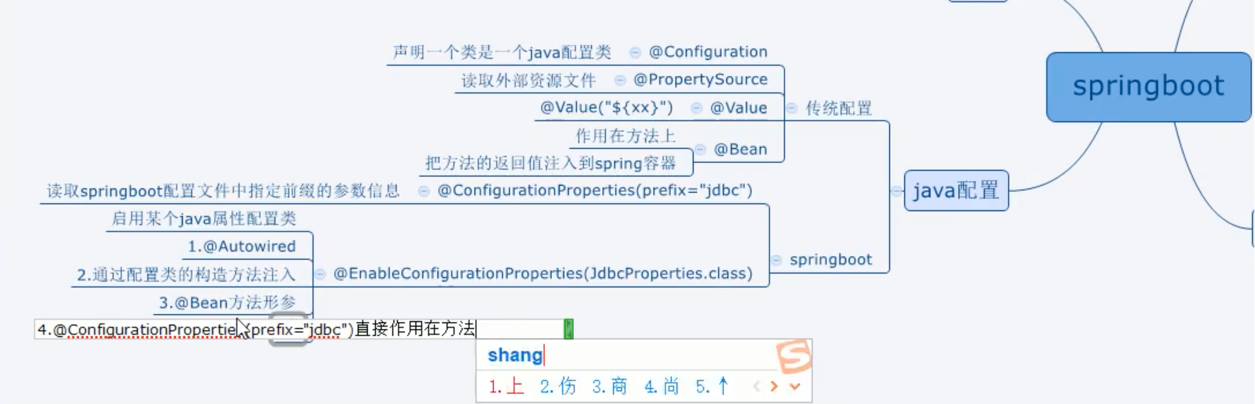 springboot
java配置
传统配置
@Configuration
声明一个类是一个java配置类
@PropertySource
读取外部资源文件
@Value
@Value("${xx}")
@Bean
作用在方法上
把方法的返回值注入到spring容器
springboot
@ConfigurationProperties(prefix="jdbc")
读取springboot配置文件中指定前缀的参数信息
@EnableConfigurationProperties(JdbcProperties.class)
启用某个java属性配置类
1.@Autowired
2.通过配置类的构造方法注入
3.@Bean方法形参
4.@ConfigurationProperties(prefix="jdbc")直接作用在方法
shang
1.上 2.伤 3.商 4.尚 5.↑